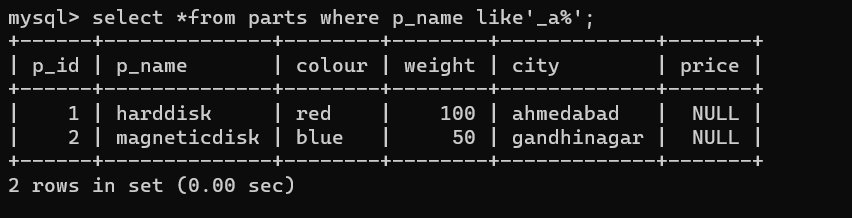 mysql> select *from parts where p_name like'_a%';
+------+--------------+--------+--------+-------------+-------+
| p_id | p_name       | colour | weight | city        | price |
+------+--------------+--------+--------+-------------+-------+
|    1 | harddisk     | red    |    100 | ahmedabad   |  NULL |
|    2 | magneticdisk | blue   |     50 | gandhinagar |  NULL |
+------+--------------+--------+--------+-------------+-------+
2 rows in set (0.00 sec)